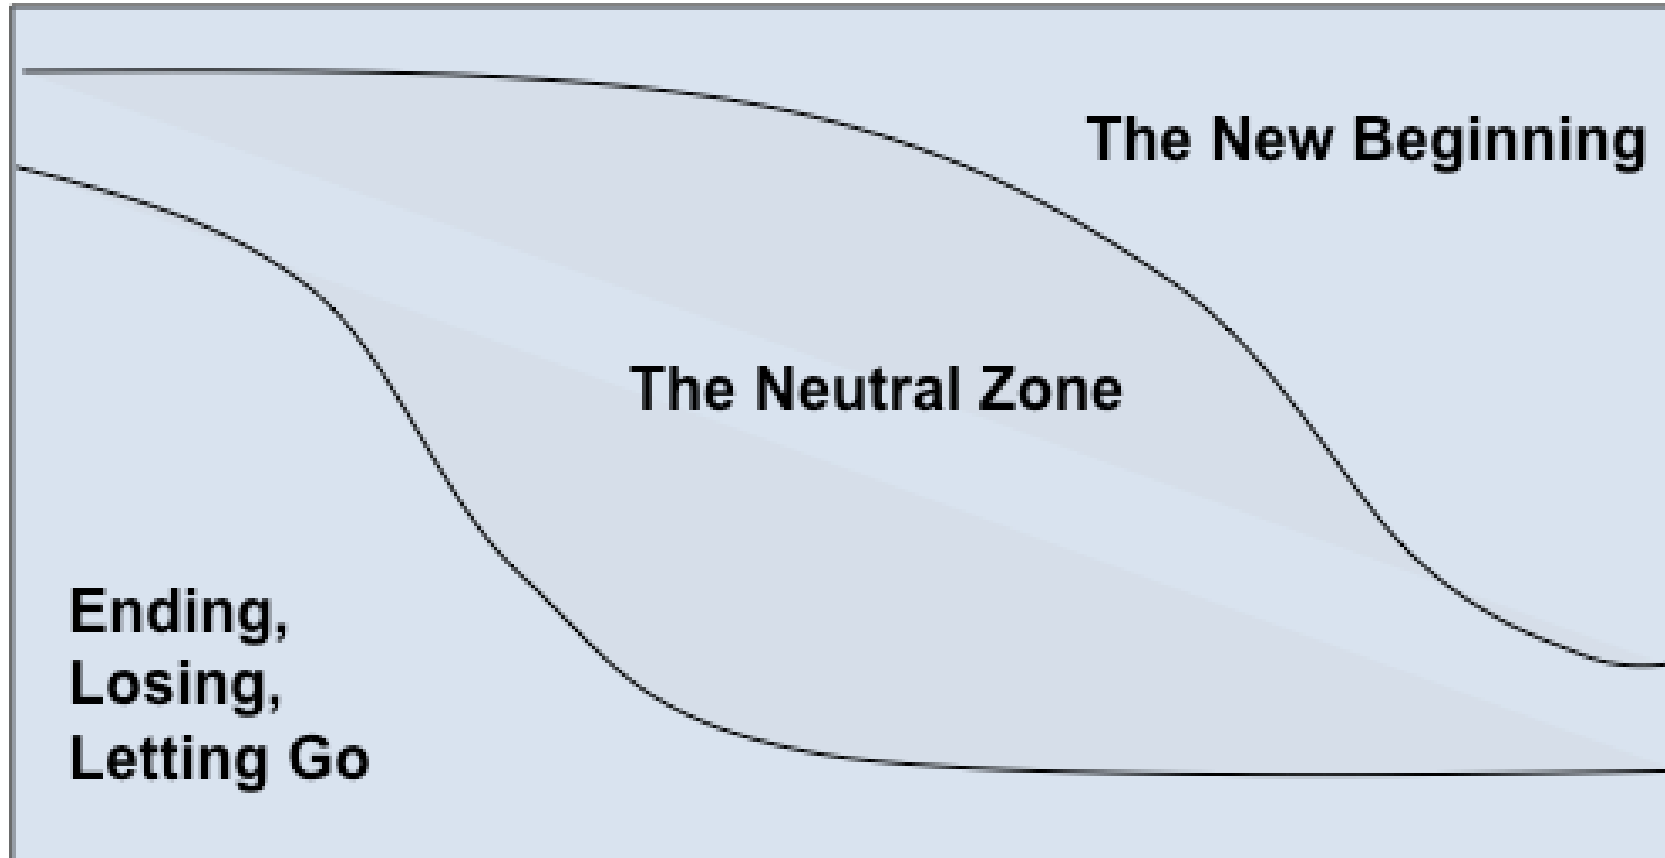 The New Beginning
The Neutral Zone
Ending,
Losing,
Letting Go